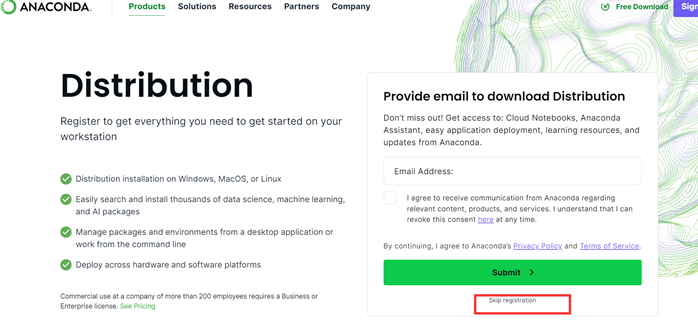 ANACONDA.
Products
Solutions
Resources
Partners
Company
Free Download
Sign
Distribution
Register to get everything you need to get started on your
workstation
Distribution installation on Windows, MacOS, or Linux
Easily search and install thousands of data science, machine learning,
and AI packages
Manage packages and environments from a desktop application or
work from the command line
Deploy across hardware and software platforms
Commercial use at a company of more than 200 employees requires a Business or
Enterprise license. See Pricing
Provide email to download Distribution
Don't miss out! Get access to: Cloud Notebooks, Anaconda
Assistant, easy application deployment, learning resources, and
updates from Anaconda.
Email Address:
I agree to receive communication from Anaconda regarding
relevant content, products, and services. I understand that I can
revoke this consent here at any time.
By continuing, I agree to Anaconda's Privacy Policy and Terms of Service.
Submit
Skip registration